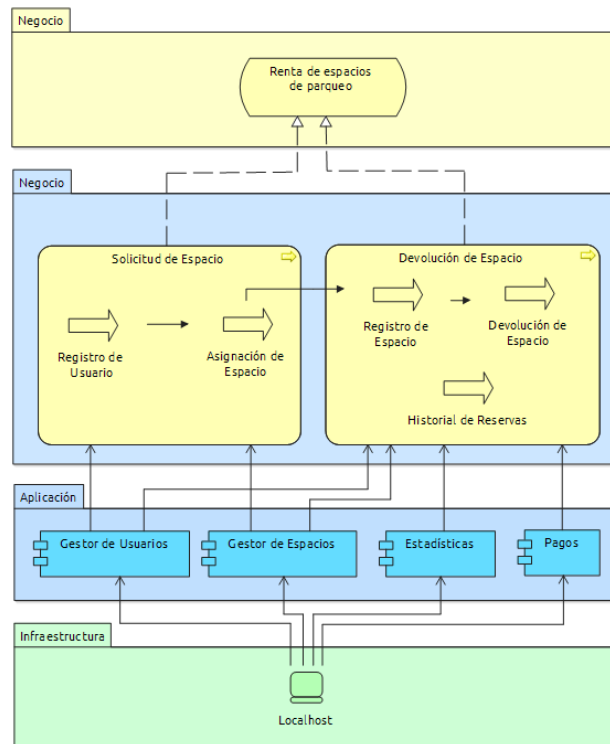 Negocio
Renta de espacios
de parqueo
Negocio
Solicitud de Espacio
Devolución de Espacio
Registro de
Usuario
Asignación de
Espacio
Registro de
Espacio
Devolución de
Espacio
Historial de Reservas
Aplicación
Gestor de Usuarios
Gestor de Espacios
Estadísticas
Pagos
Infraestructura
Localhost